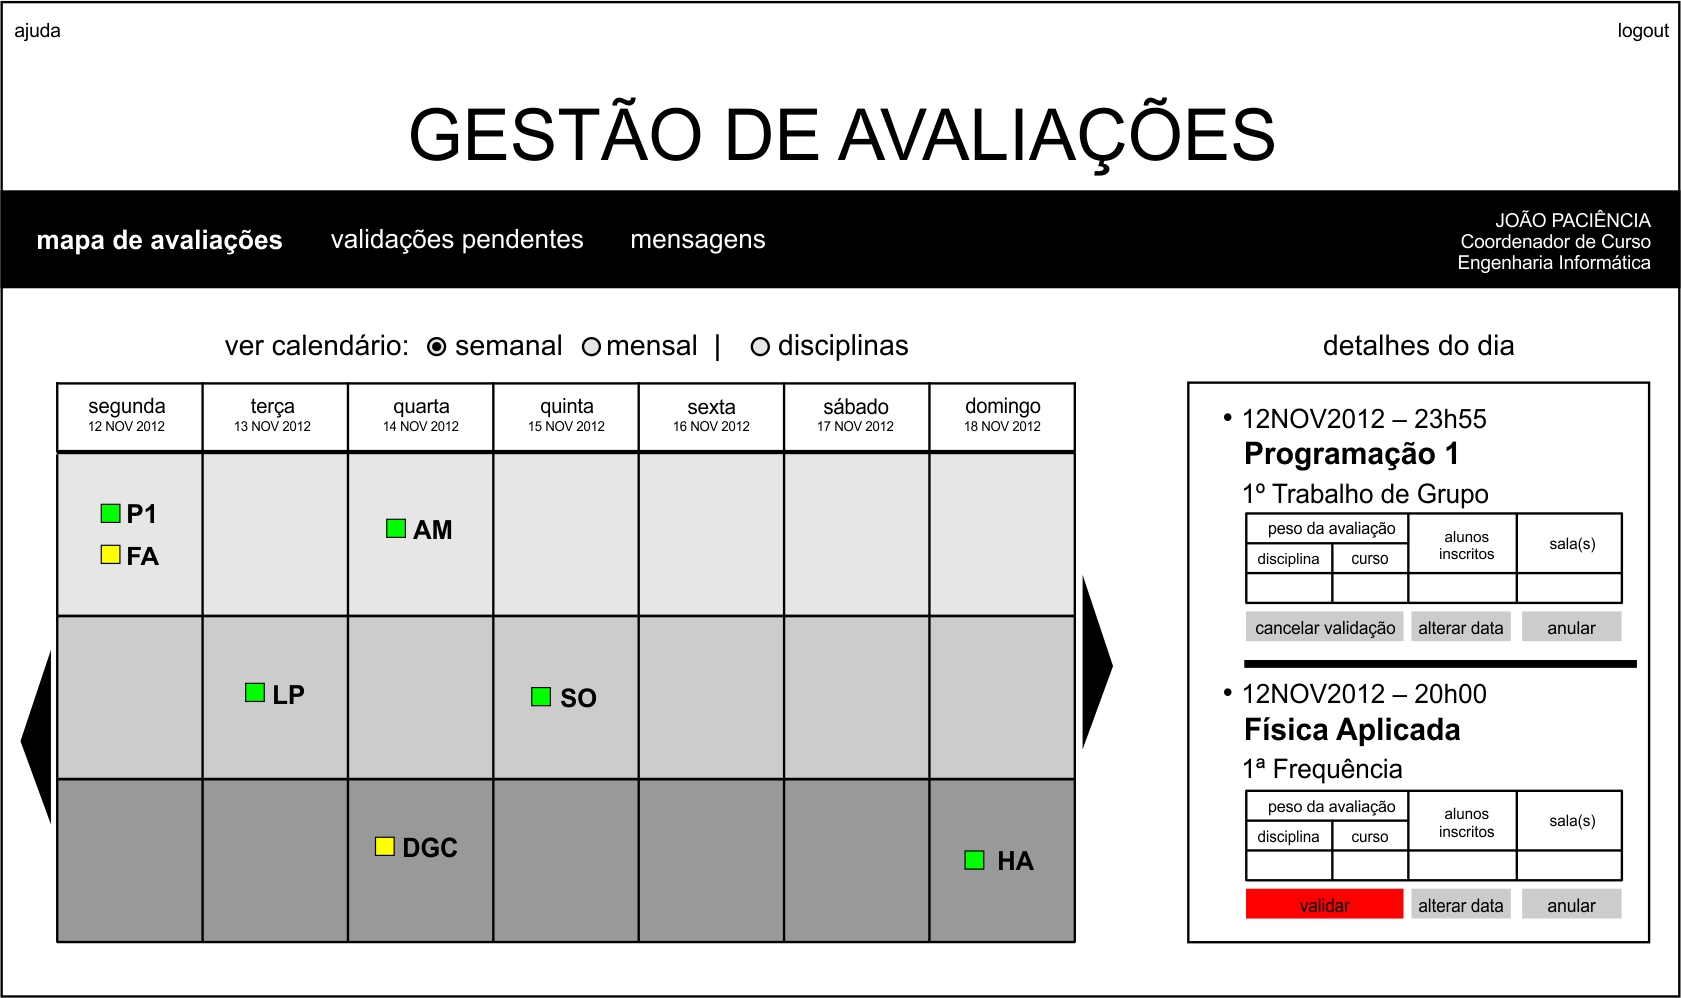 ajuda
logout
GESTÃO DE AVALIAÇÕES
mapa de avaliações validações pendentes mensagens
JOÃO PACIÊNCIA
Coordenador de Curso
Engenharia Informática
ver calendário: semanal mensal | disciplinas
segunda terça quarta quinta sexta sábado domingo
12 NOV 2012 13 NOV 2012 14 NOV 2012 15 NOV 2012 16 NOV 2012 17 NOV 2012 18 NOV 2012
P1 AM
FA
LP SO
DGC HA
detalhes do dia
• 12NOV2012 – 23h55
Programação 1
1º Trabalho de Grupo
peso da avaliação
disciplina curso
alunos
inscritos
sala(s)
cancelar validação alterar data anular
• 12NOV2012 – 20h00
Física Aplicada
1ª Frequência
peso da avaliação
disciplina curso
alunos
inscritos
sala(s)
validar alterar data anular